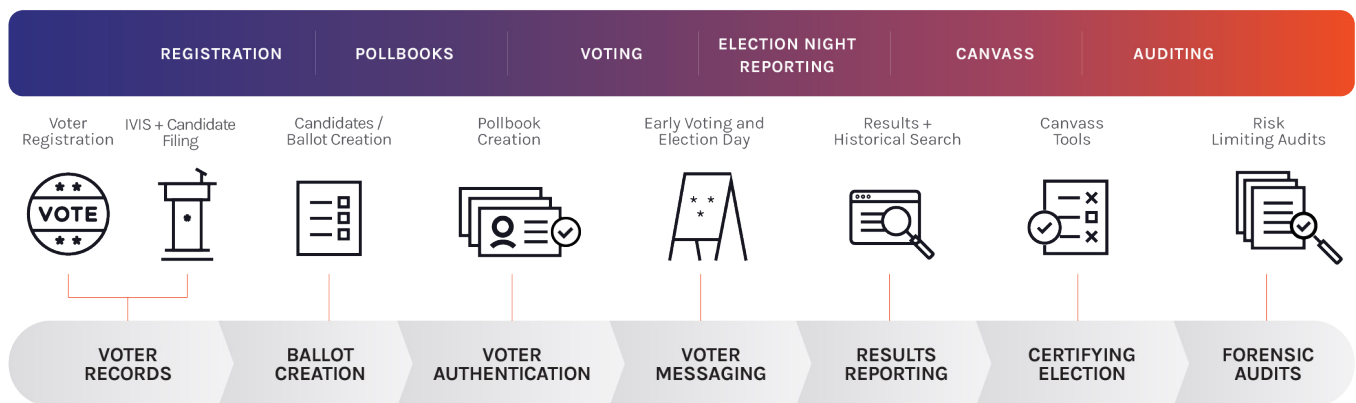 REGISTRATION
POLLBOOKS
VOTING
ELECTION NIGHT
REPORTING
CANVASS
AUDITING
Voter
Registration
IVIS + Candidate
Filing
Candidates /
Ballot Creation
Pollbook
Creation
Early Voting and
Election Day
Results +
Historical Search
Canvass
Tools
Risk
Limiting Audits
VOTE
VOTER
RECORDS
BALLOT
CREATION
VOTER
AUTHENTICATION
VOTER
MESSAGING
RESULTS
REPORTING
CERTIFYING
ELECTION
FORENSIC
AUDITS